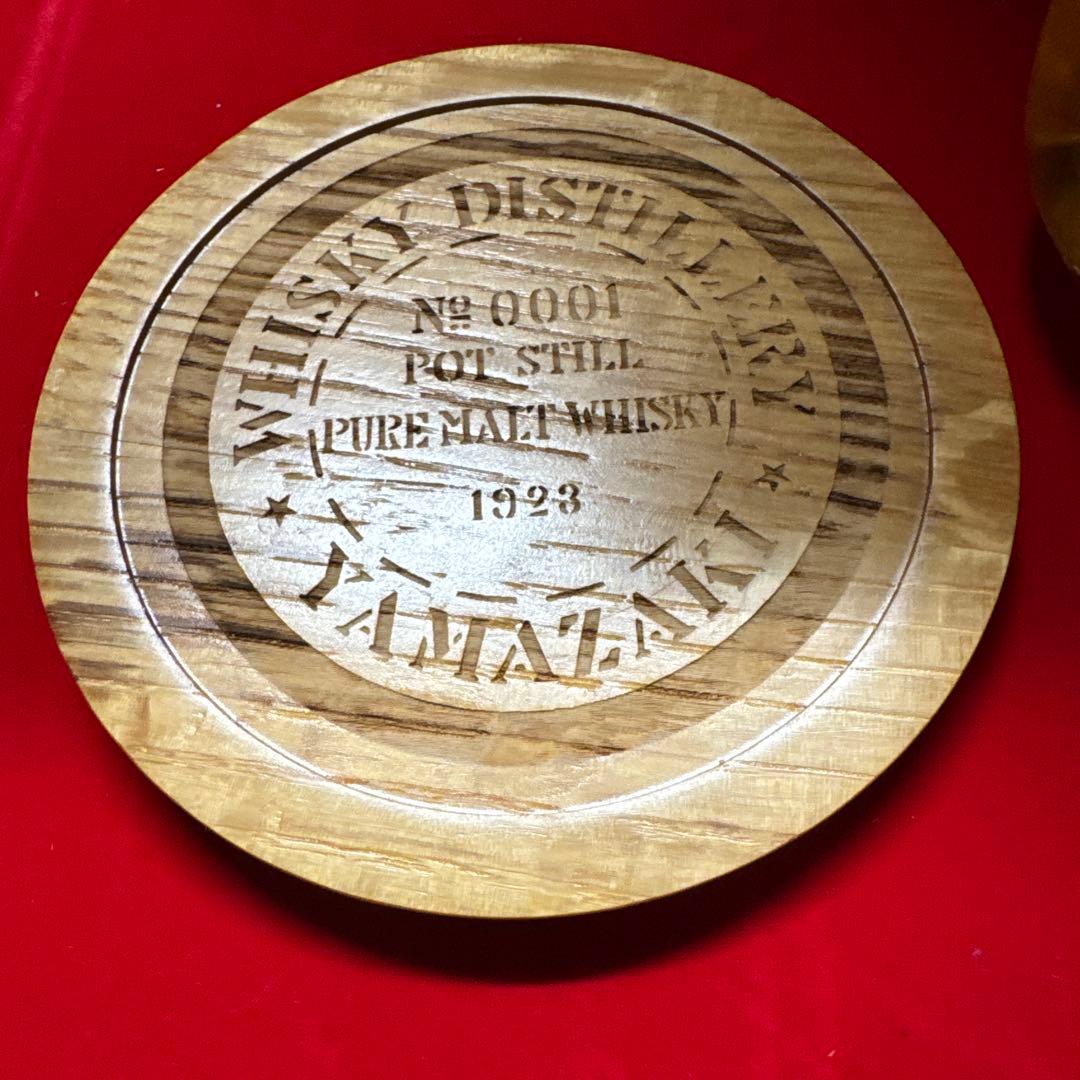 WHISKY DISTILLERY
№ 0001
POT STILL
PURE MALT WHISKY
1923
★ YAMAZAKI ★